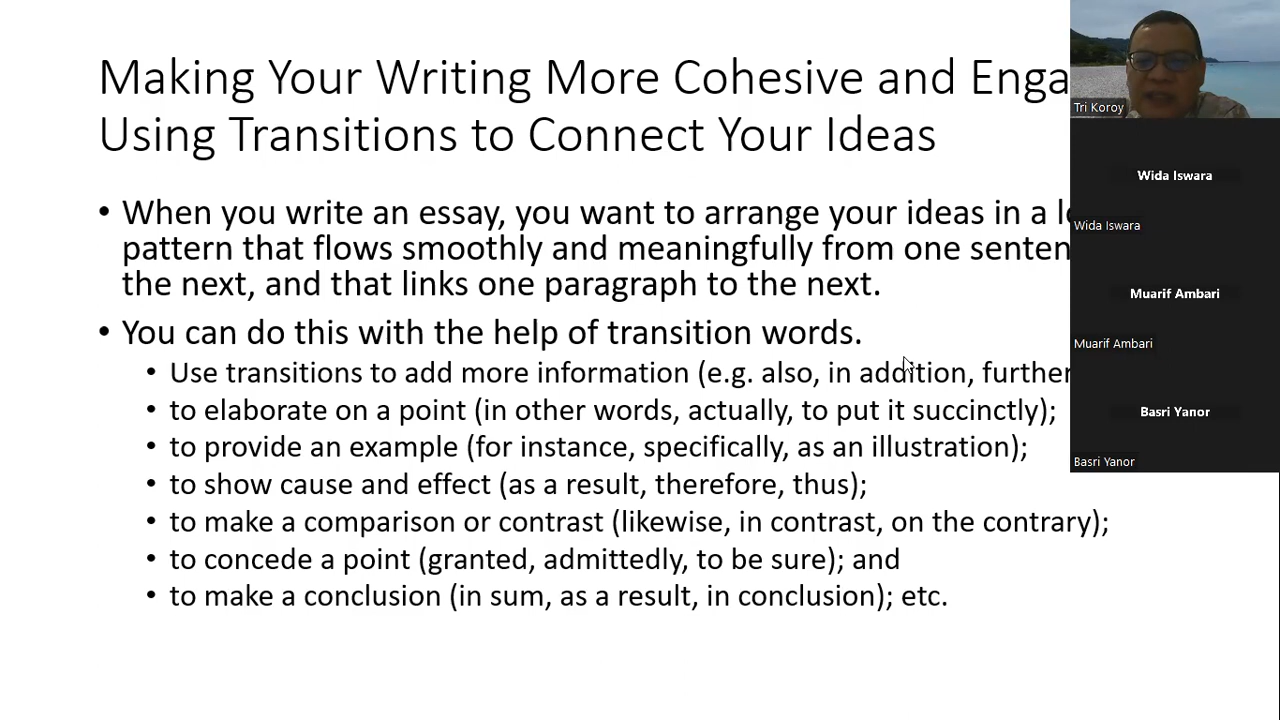 Making Your Writing More Cohesive and Enga
Using Transitions to Connect Your Ideas
• When you write an essay, you want to arrange your ideas in a
pattern that flows smoothly and meaningfully from one senten
the next, and that links one paragraph to the next.
• You can do this with the help of transition words.
• Use transitions to add more information (e.g. also, in addition, further
• to elaborate on a point (in other words, actually, to put it succinctly);
• to provide an example (for instance, specifically, as an illustration);
• to show cause and effect (as a result, therefore, thus);
• to make a comparison or contrast (likewise, in contrast, on the contrary);
• to concede a point (granted, admittedly, to be sure); and
• to make a conclusion (in sum, as a result, in conclusion); etc.
Tri Koroy
Wida Iswara
Wida Iswara
Muarif Ambari
Muarif Ambari
Basri Yanor
Basri Yanor